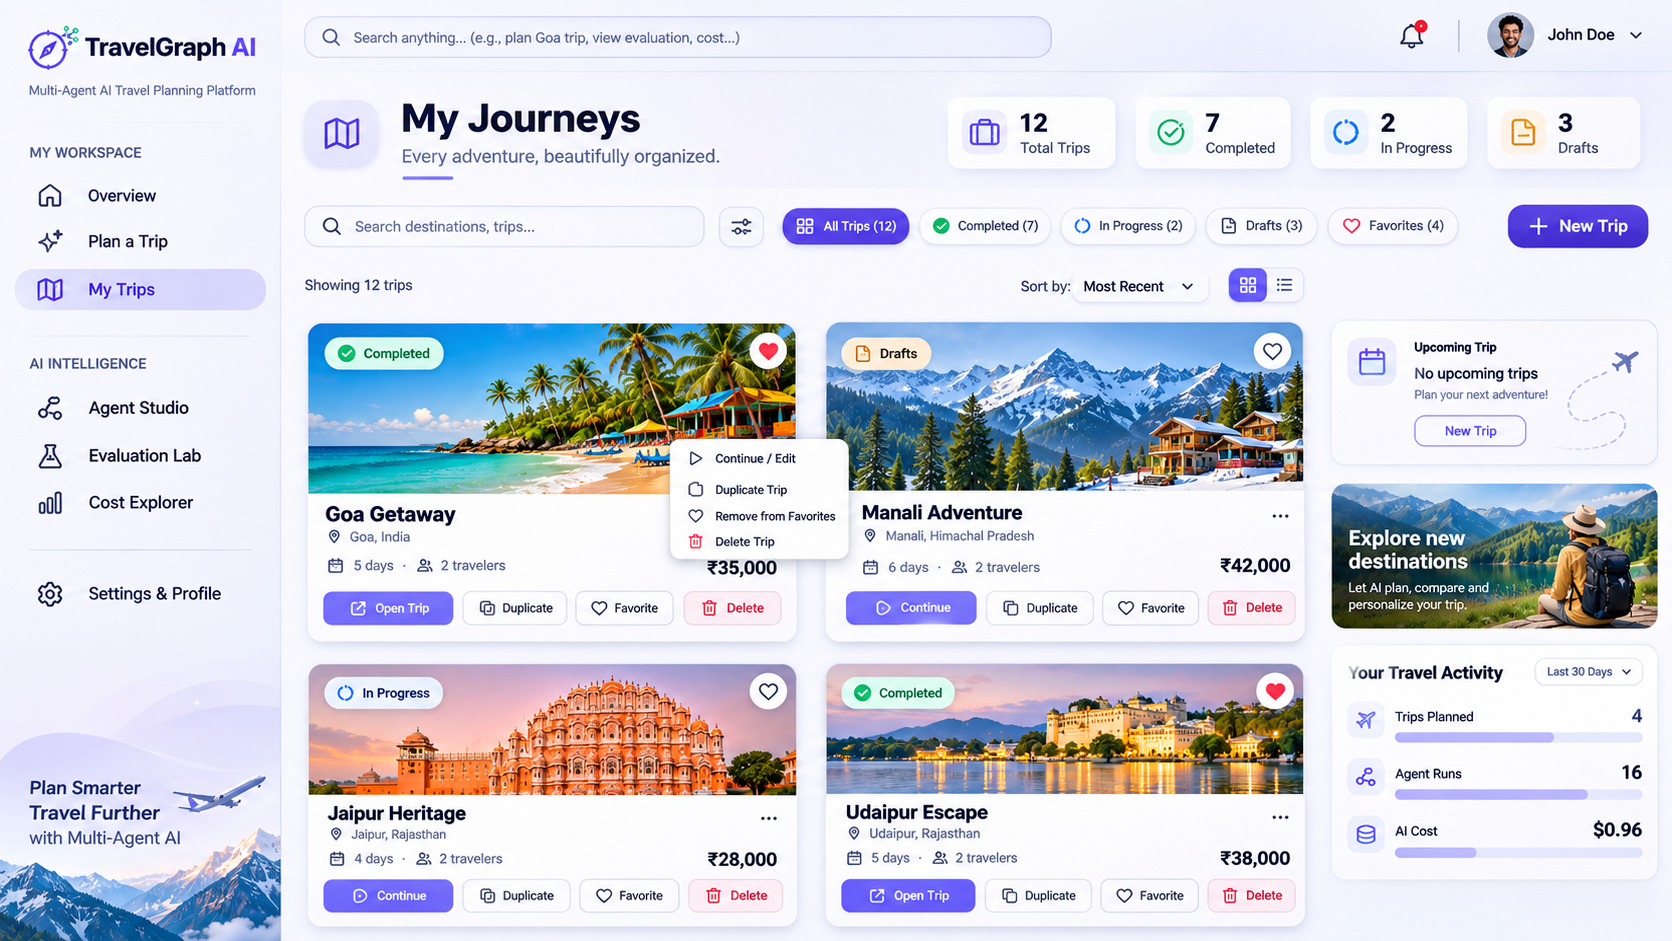 TravelGraph AI
Multi-Agent AI Travel Planning Platform
MY WORKSPACE
Overview
Plan a Trip
My Trips
AI INTELLIGENCE
Agent Studio
Evaluation Lab
Cost Explorer
Settings & Profile
Plan Smarter
Travel Further
with Multi-Agent AI
Search anything... (e.g., plan Goa trip, view evaluation, cost...)
John Doe
My Journeys
Every adventure, beautifully organized.
12
Total Trips
7
Completed
2
In Progress
3
Drafts
Search destinations, trips...
All Trips (12)
Completed (7)
In Progress (2)
Drafts (3)
Favorites (4)
New Trip
Showing 12 trips
Sort by:
Most Recent
Completed
Goa Getaway
Goa, India
5 days · 2 travelers
₹35,000
Open Trip
Duplicate
Favorite
Delete
Continue / Edit
Duplicate Trip
Remove from Favorites
Delete Trip
Drafts
Manali Adventure
Manali, Himachal Pradesh
6 days · 2 travelers
₹42,000
Continue
Duplicate
Favorite
Delete
In Progress
Jaipur Heritage
Jaipur, Rajasthan
4 days · 2 travelers
₹28,000
Continue
Duplicate
Favorite
Delete
Completed
Udaipur Escape
Udaipur, Rajasthan
5 days · 2 travelers
₹38,000
Open Trip
Duplicate
Favorite
Delete
Upcoming Trip
No upcoming trips
Plan your next adventure!
New Trip
Explore new
destinations
Let AI plan, compare and
personalize your trip.
Your Travel Activity
Last 30 Days
Trips Planned
4
Agent Runs
16
AI Cost
$0.96